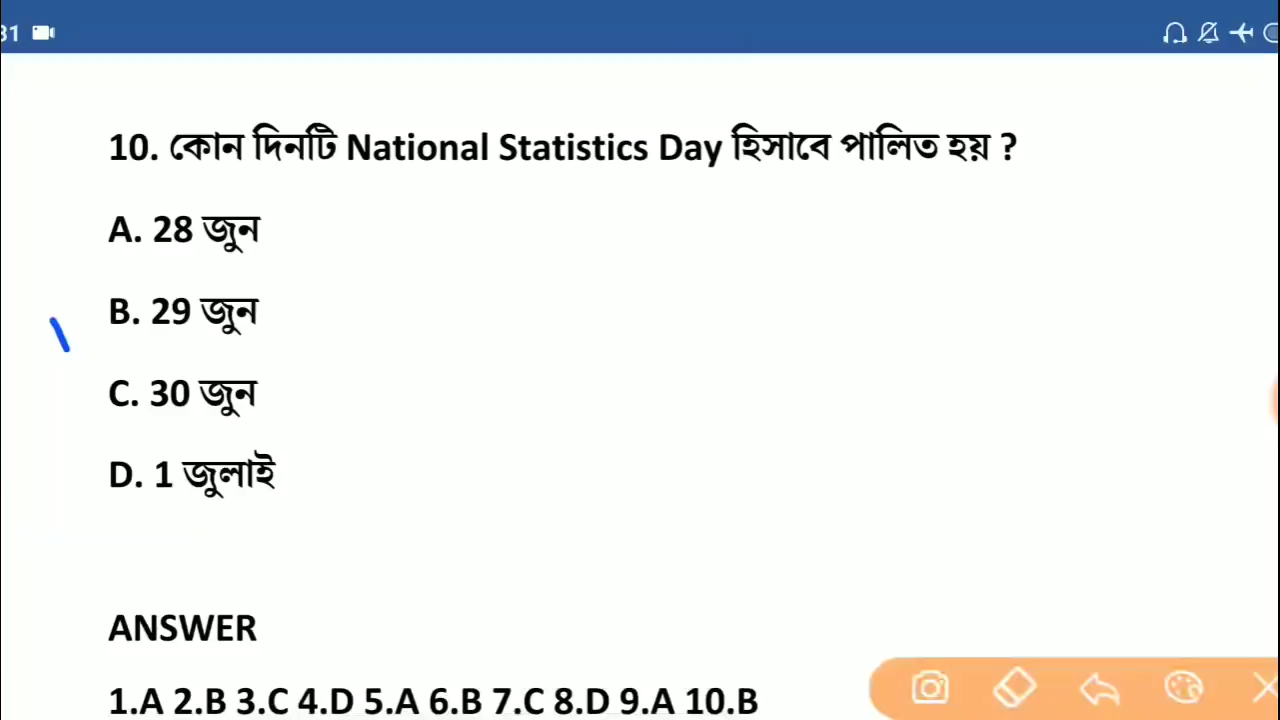 31
10. কোন দিনটি National Statistics Day হিসাবে পালিত হয় ?
A. 28 জুন
B. 29 জুন
C. 30 জুন
D. 1 জুলাই
ANSWER
1.A 2.B 3.C 4.D 5.A 6.B 7.C 8.D 9.A 10.B